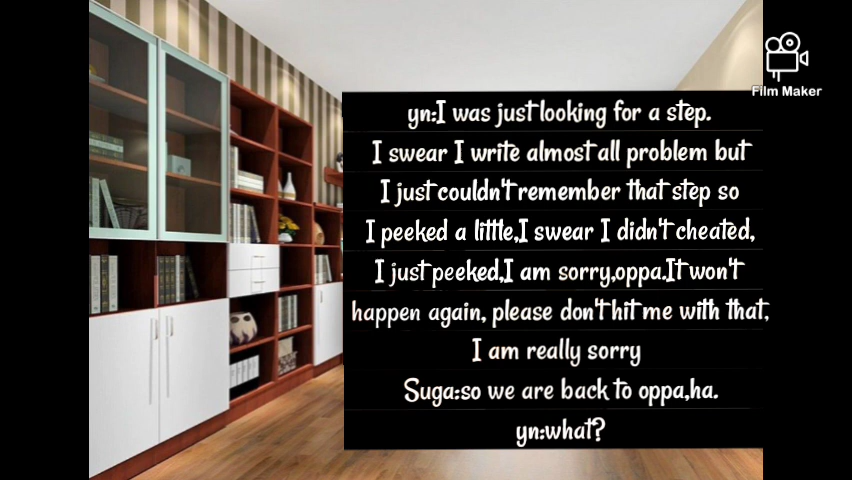 Film Maker
yn:I was just looking for a step.
I swear I write almost all problem but
I just couldn't remember that step so
I peeked a little,I swear I didn't cheated,
I just peeked,I am sorry,oppa.It won't
happen again, please don't hit me with that,
I am really sorry
Suga:so we are back to oppa,ha.
yn:what?